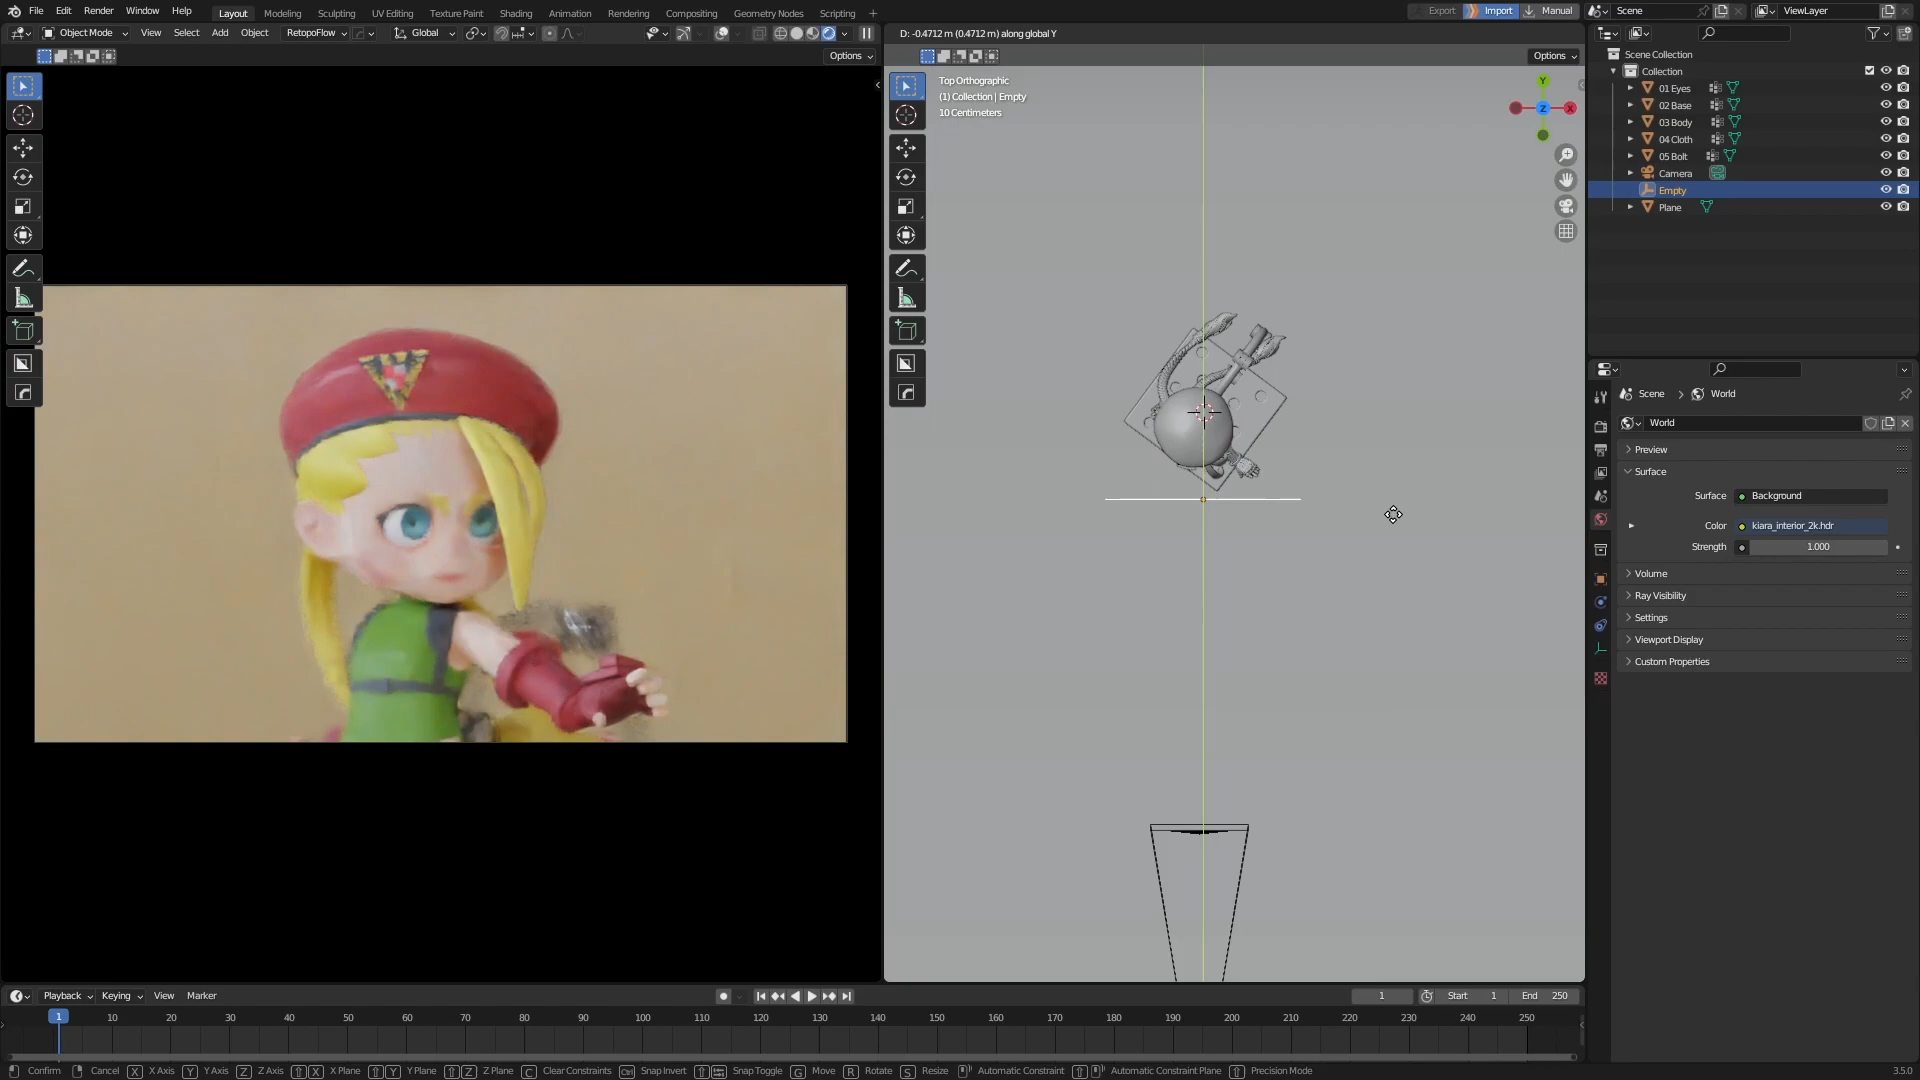 File Edit Render Window Help Layout Modeling Sculpting UV Editing Texture Paint Shading Animation Rendering Compositing Geometry Nodes Scripting + Export Import Manual Scene ViewLayer
Object Mode View Select Add Object RetopoFlow Global D: -0.4712 m (0.4712 m) along global Y
Options Options
Top Orthographic
(1) Collection | Empty
10 Centimeters
Y
Z X
Scene Collection
Collection
01 Eyes
02 Base
03 Body
04 Cloth
05 Bolt
Camera
Empty
Plane
Scene > World
World
Preview
Surface
Surface Background
Color kiara_interior_2k.hdr
Strength 1.000
Volume
Ray Visibility
Settings
Viewport Display
Custom Properties
Playback Keying View Marker 1 Start 1 End 250
1 10 20 30 40 50 60 70 80 90 100 110 120 130 140 150 160 170 180 190 200 210 220 230 240 250
Confirm Cancel X X Axis Y Y Axis Z Z Axis X X Plane Y Y Plane Z Z Plane C Clear Constraints Ctrl Snap Invert Snap Toggle G Move R Rotate S Resize Automatic Constraint Automatic Constraint Plane Precision Mode 3.5.0